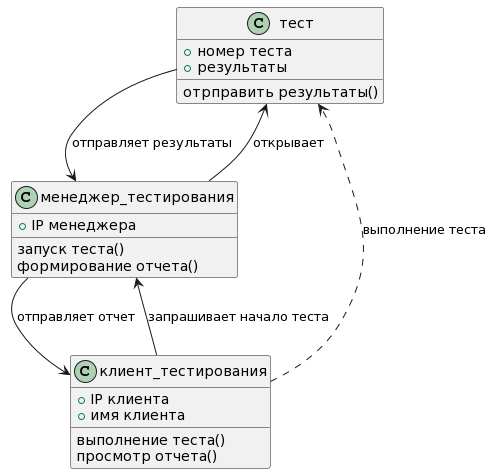 C тест
номер теста
результаты
отрправить результаты()
отправляет результаты
открывает
C менеджер_тестирования
IP менеджера
запуск теста()
формирование отчета()
выполнение теста
отправляет отчет
запрашивает начало теста
C клиент_тестирования
IP клиента
имя клиента
выполнение теста()
просмотр отчета()